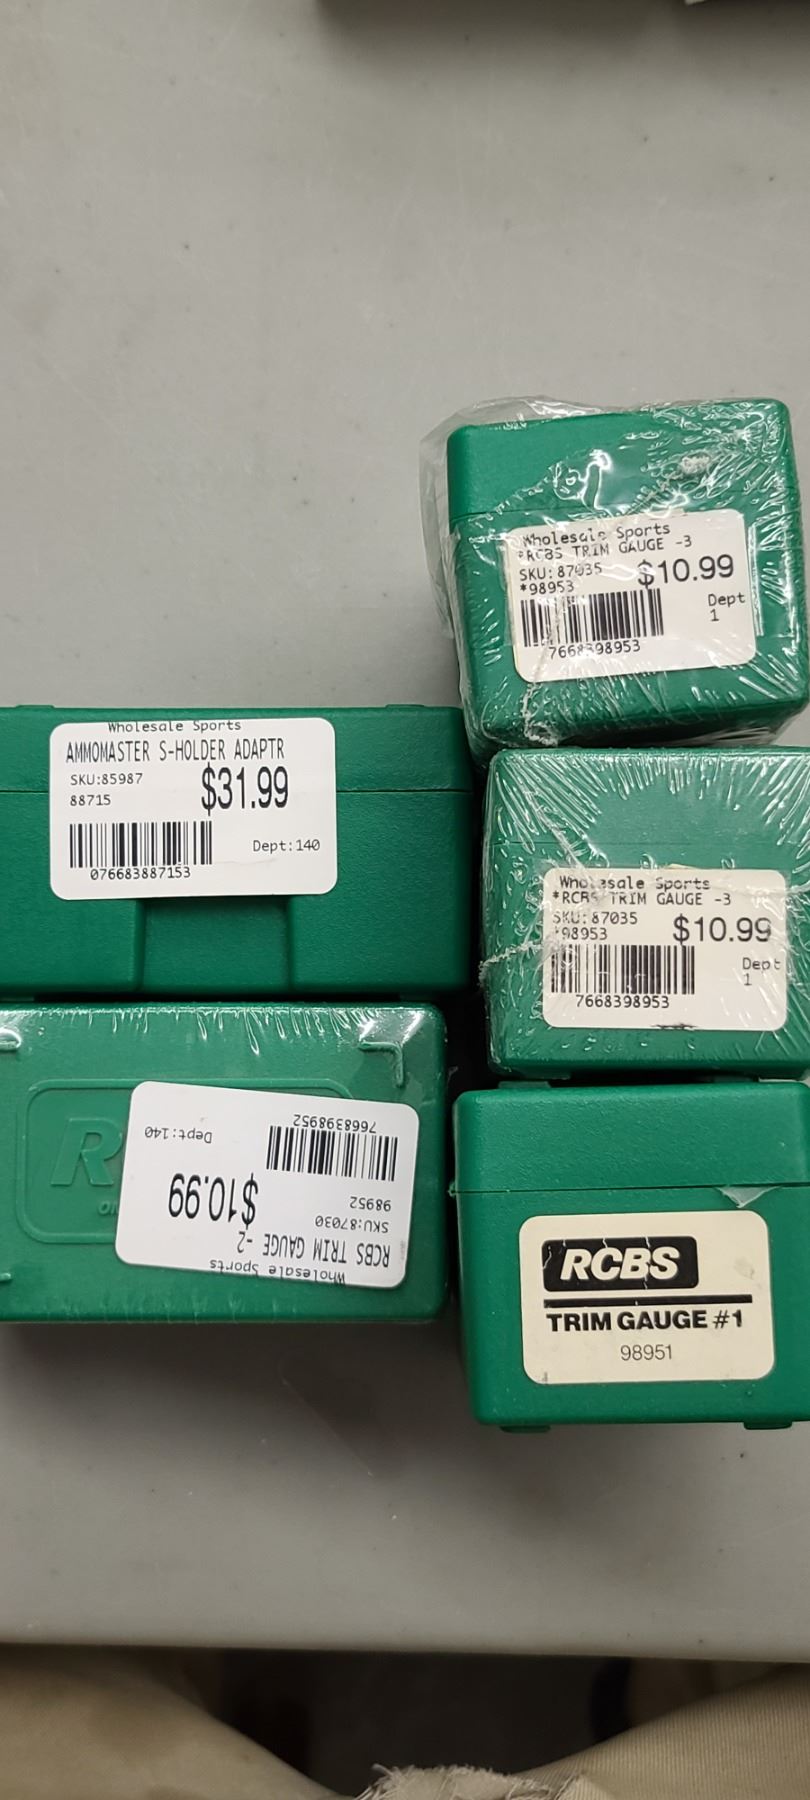 Wholesale Sports
*RCBS TRIM GAUGE -3
SKU:87035 $10.99
*98953
Dept
1
7668398953
Wholesale Sports
AMMOMASTER S-HOLDER ADAPTR
SKU:85987 $31.99
88715
Dept:140
076683887153
Wholesale Sports
*RCBS TRIM GAUGE -3
SKU:87035 $10.99
*98953
Dept
1
7668398953
Wholesale Sports
RCBS TRIM GAUGE -2
SKU:87030
98952 $10.99
7668398952
Dept:140
R
RCBS
TRIM GAUGE #1
98951